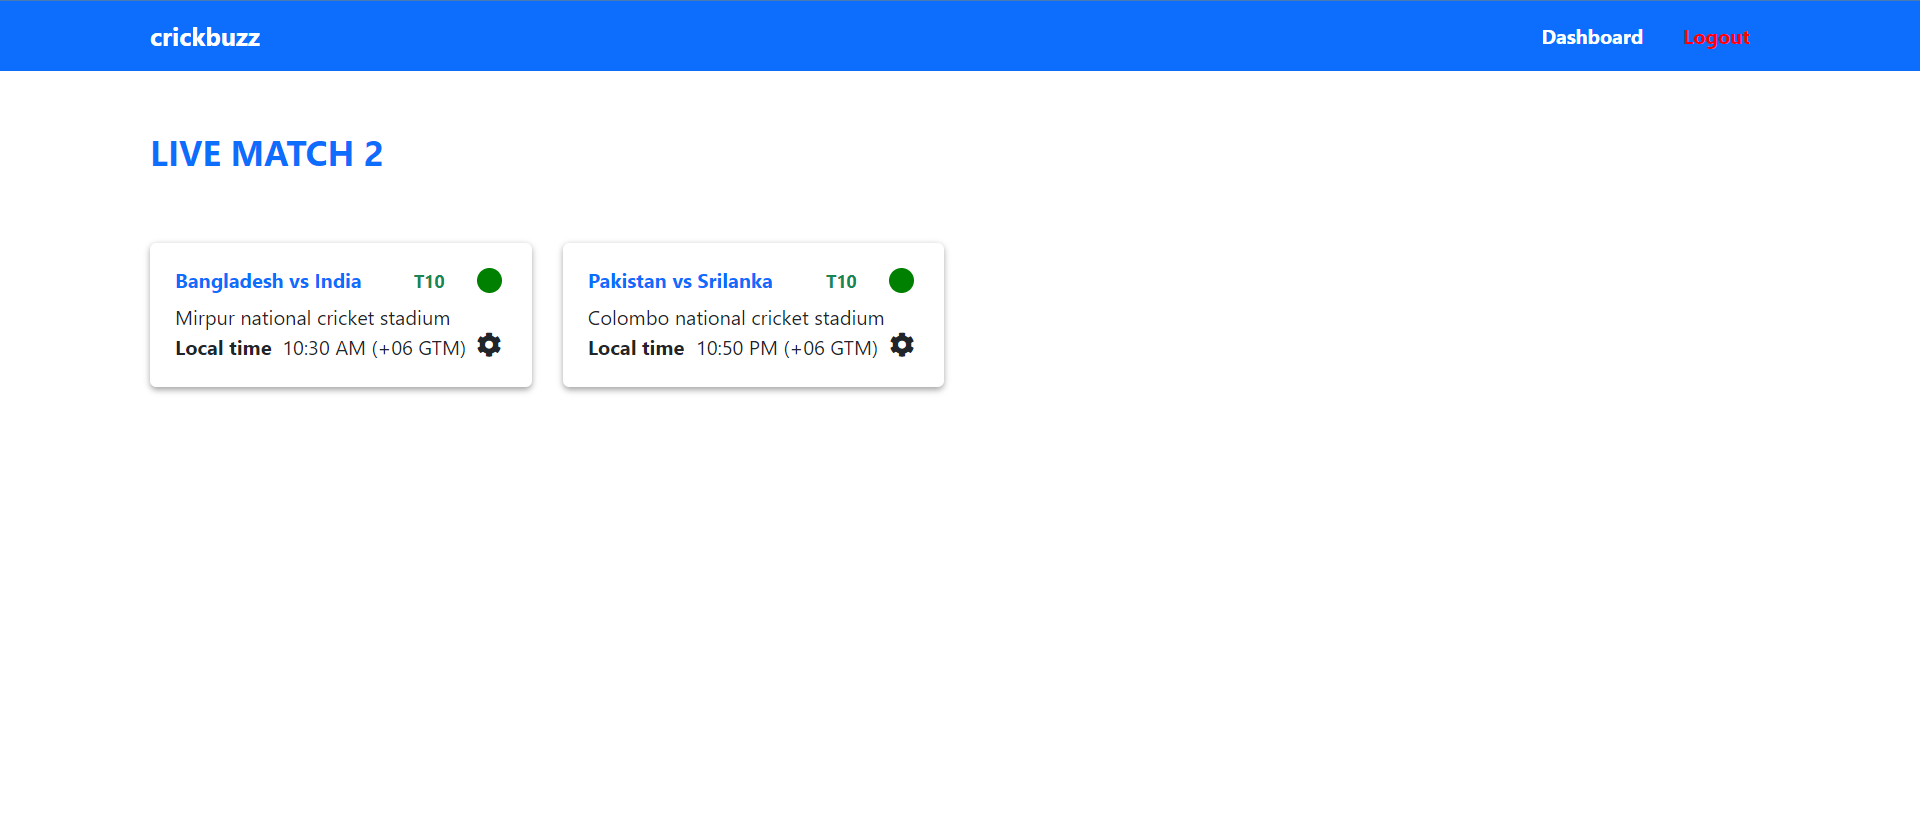 crickbuzz Dashboard Logout
LIVE MATCH 2
Bangladesh vs India T10
Mirpur national cricket stadium
Local time 10:30 AM (+06 GTM)
Pakistan vs Srilanka T10
Colombo national cricket stadium
Local time 10:50 PM (+06 GTM)